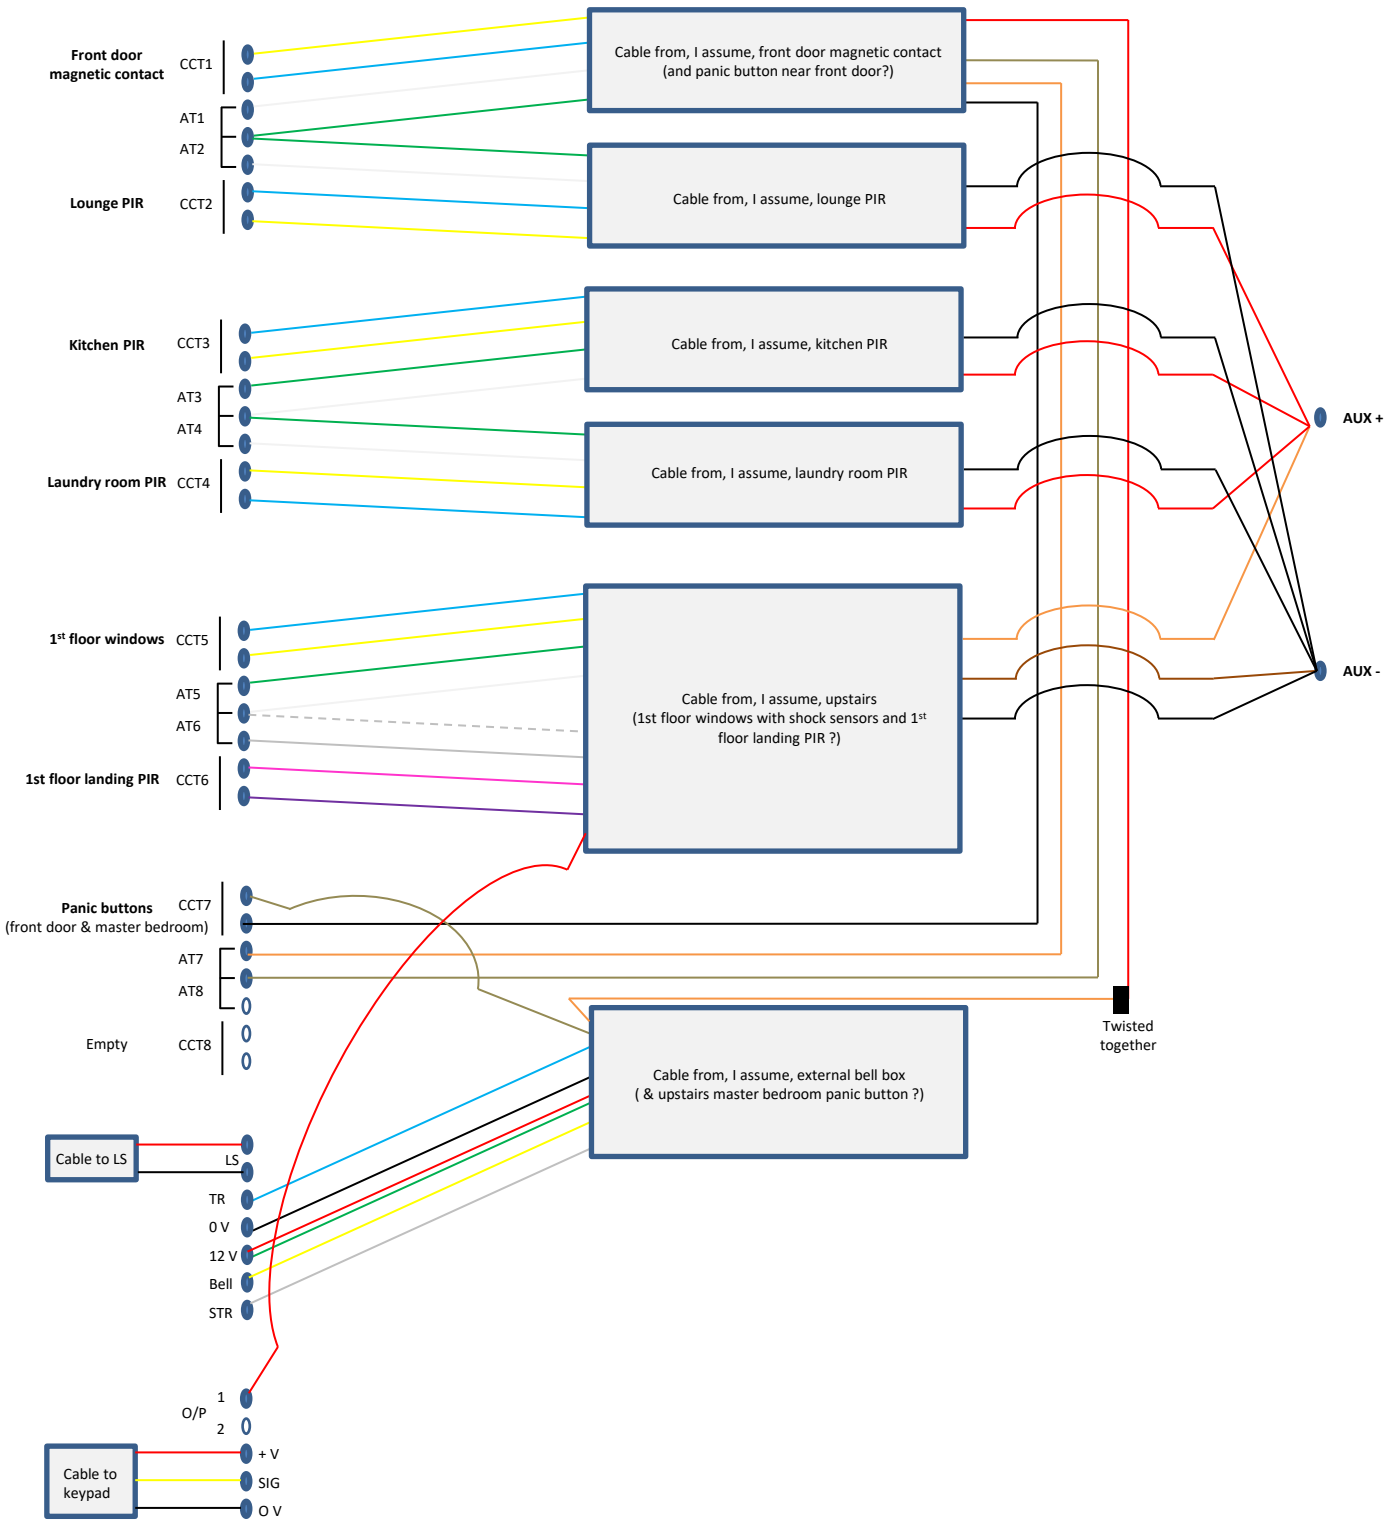 Front door
magnetic contact
CCT1
AT1
AT2
Lounge PIR
CCT2
Cable from, I assume, front door magnetic contact
(and panic button near front door?)
Cable from, I assume, lounge PIR
Kitchen PIR
CCT3
AT3
AT4
Laundry room PIR
CCT4
Cable from, I assume, kitchen PIR
Cable from, I assume, laundry room PIR
AUX +
AUX -
1st floor windows
CCT5
AT5
AT6
1st floor landing PIR
CCT6
Cable from, I assume, upstairs
(1st floor windows with shock sensors and 1st
floor landing PIR ?)
Panic buttons
(front door & master bedroom)
CCT7
AT7
AT8
Empty
CCT8
Twisted
together
Cable from, I assume, external bell box
( & upstairs master bedroom panic button ?)
Cable to LS
LS
TR
0 V
12 V
Bell
STR
1
O/P
2
Cable to
keypad
+ V
SIG
O V